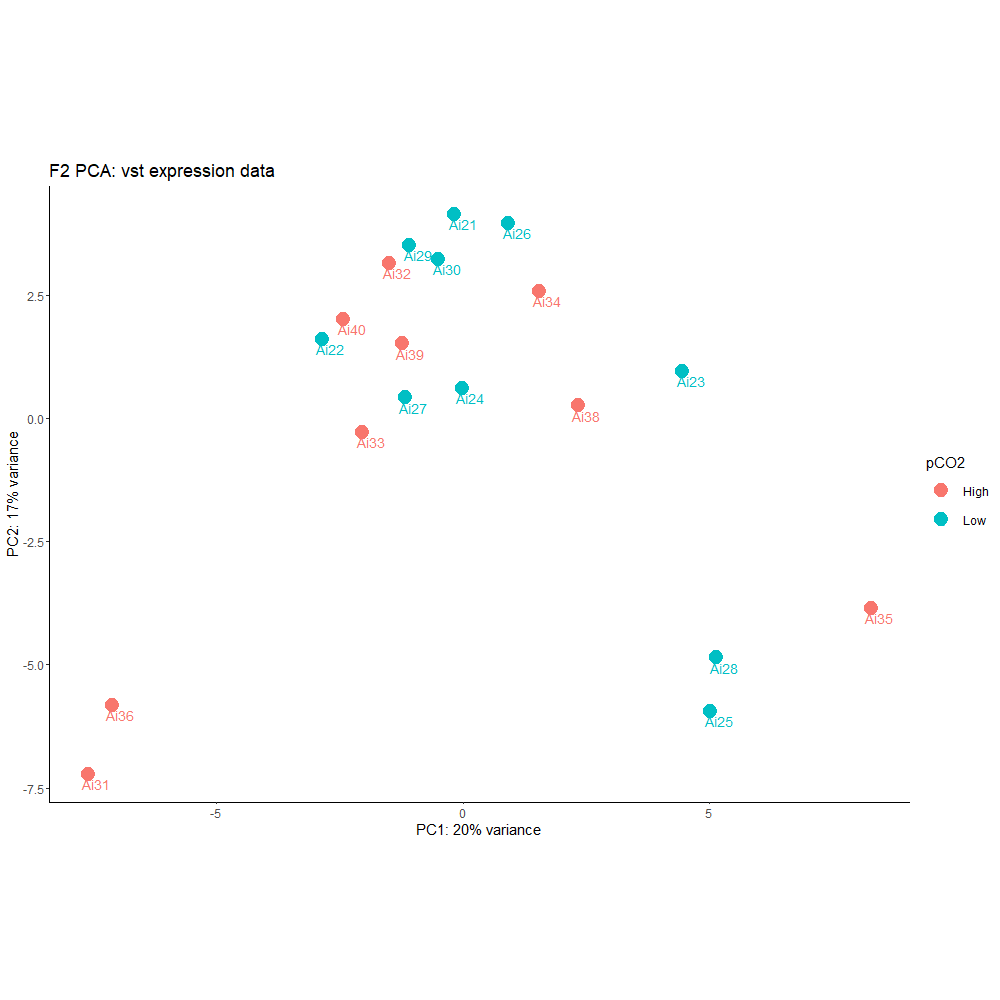 F2 PCA: vst expression data
Ai21
Ai26
Ai29
Ai30
Ai32
Ai34
Ai40
Ai22
Ai39
Ai23
Ai24
Ai27
Ai38
Ai33
Ai35
Ai28
Ai36
Ai25
Ai31
2.5
0.0
-2.5
-5.0
-7.5
PC2: 17% variance
-5
0
5
PC1: 20% variance
pCO2
High
Low